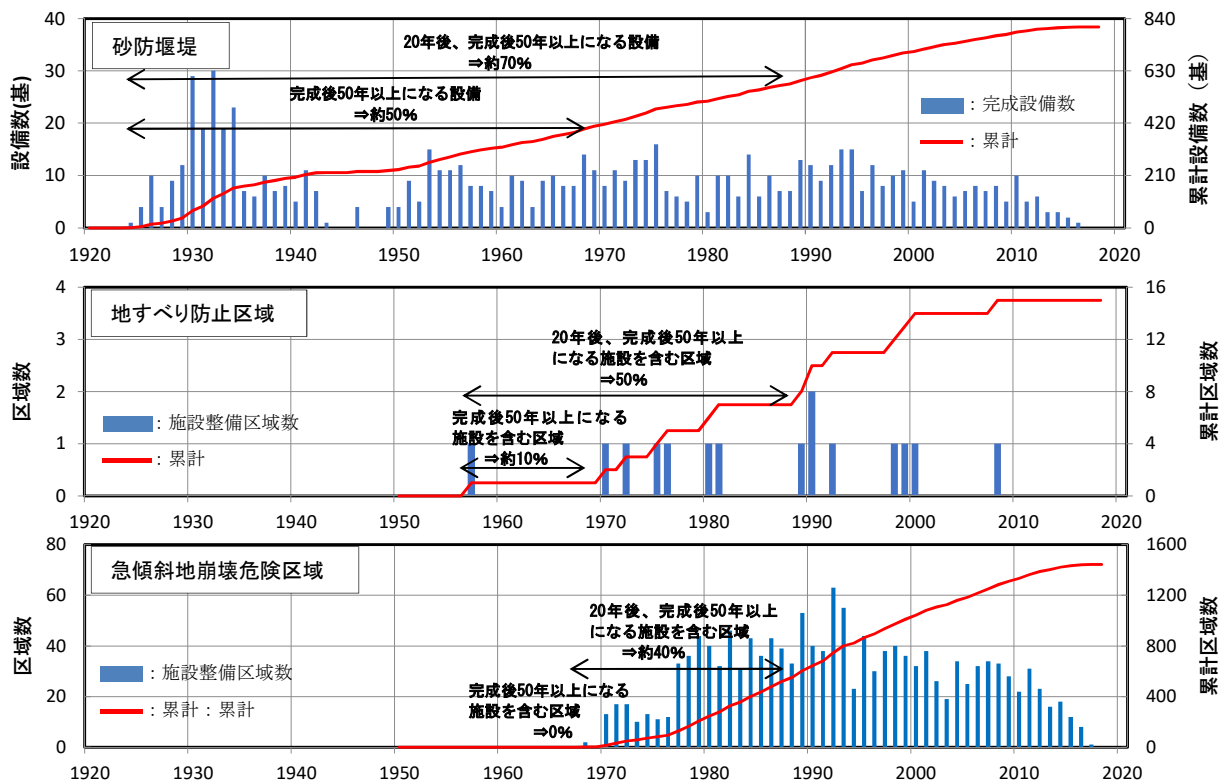 砂防堰堤
設備数(基)
累計設備数（基）
40
30
20
10
0
840
630
420
210
0
20年後、完成後50年以上になる設備
⇒約70%
完成後50年以上になる設備
⇒約50%
：完成設備数
：累計
1920 1930 1940 1950 1960 1970 1980 1990 2000 2010 2020
地すべり防止区域
区域数
累計区域数
4
3
2
1
0
16
12
8
4
0
20年後、完成後50年以上
になる施設を含む区域
⇒50%
完成後50年以上になる
施設を含む区域
⇒約10%
：施設整備区域数
：累計
1920 1930 1940 1950 1960 1970 1980 1990 2000 2010 2020
急傾斜地崩壊危険区域
区域数
累計区域数
80
60
40
20
0
1600
1200
800
400
0
20年後、完成後50年以上
になる施設を含む区域
⇒約40%
完成後50年以上になる
施設を含む区域
⇒0%
：施設整備区域数
：累計：累計
1920 1930 1940 1950 1960 1970 1980 1990 2000 2010 2020